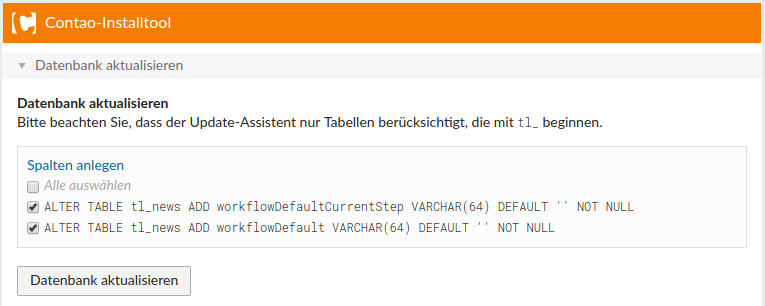 Contao-Installtool
Datenbank aktualisieren
Datenbank aktualisieren
Bitte beachten Sie, dass der Update-Assistent nur Tabellen berücksichtigt, die mit tl_ beginnen.
Spalten anlegen
Alle auswählen
ALTER TABLE tl_news ADD workflowDefaultCurrentStep VARCHAR(64) DEFAULT '' NOT NULL
ALTER TABLE tl_news ADD workflowDefault VARCHAR(64) DEFAULT '' NOT NULL
Datenbank aktualisieren